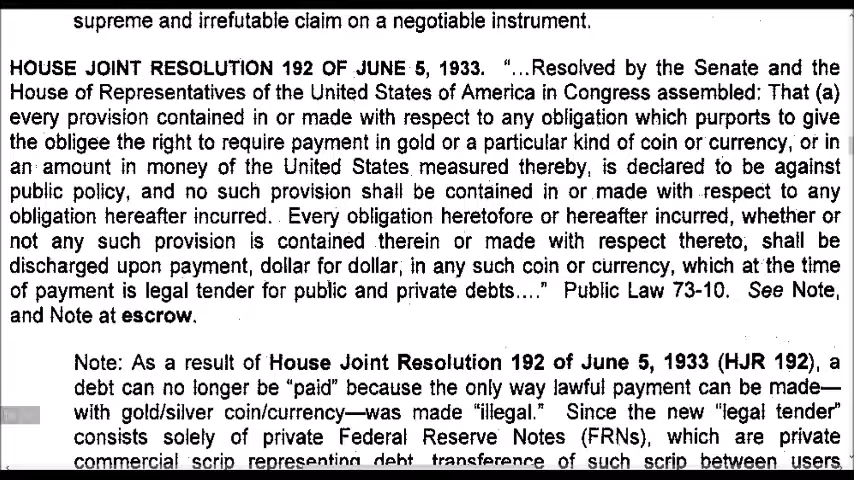 supreme and irrefutable claim on a negotiable instrument.
HOUSE JOINT RESOLUTION 192 OF JUNE 5, 1933. "...Resolved by the Senate and the
House of Representatives of the United States of America in Congress assembled: That (a)
every provision contained in or made with respect to any obligation which purports to give
the obligee the right to require payment in gold or a particular kind of coin or currency, or in
an amount in money of the United States measured thereby, is declared to be against
public policy, and no such provision shall be contained in or made with respect to any
obligation hereafter incurred. Every obligation heretofore or hereafter incurred, whether or
not any such provision is contained therein or made with respect thereto, shall be
discharged upon payment, dollar for dollar, in any such coin or currency, which at the time
of payment is legal tender for public and private debts...." Public Law 73-10. See Note,
and Note at escrow.
Note: As a result of House Joint Resolution 192 of June 5, 1933 (HJR 192), a
debt can no longer be "paid" because the only way lawful payment can be made—
with gold/silver coin/currency—was made "illegal." Since the new "legal tender"
consists solely of private Federal Reserve Notes (FRNs), which are private
commercial scrip representing debt, transference of such scrip between users